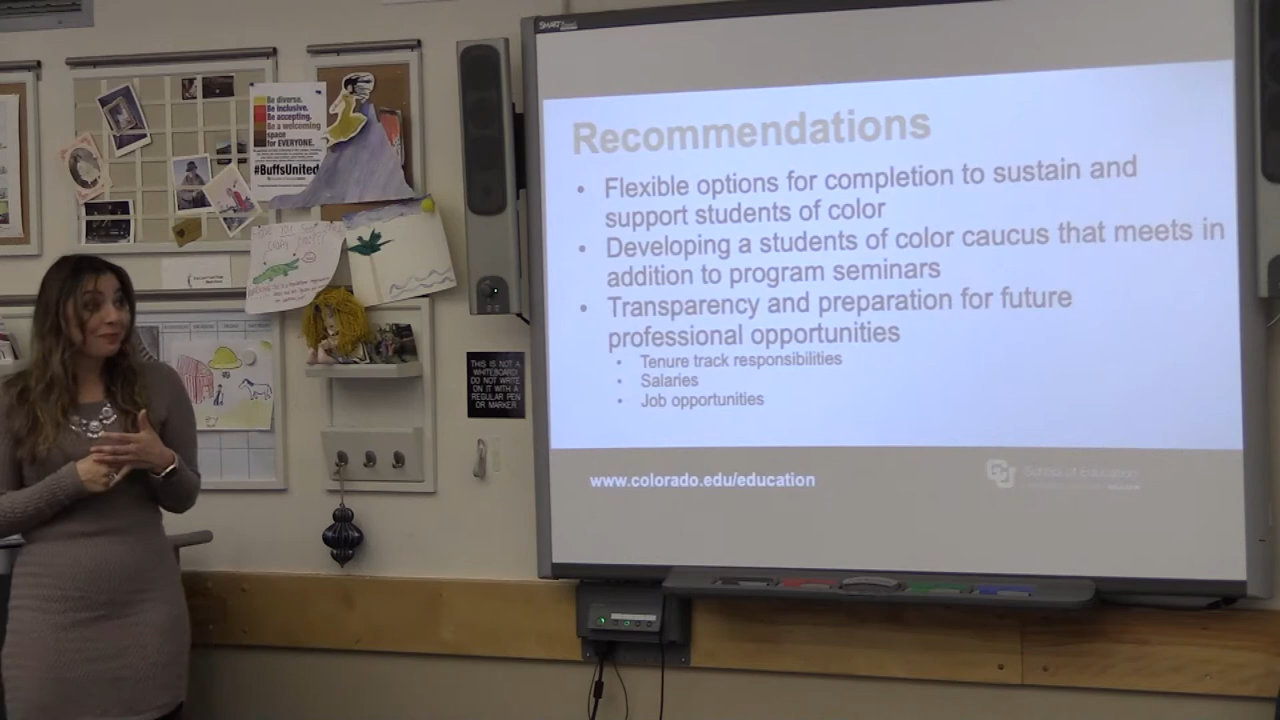 SMART
Recommendations
• Flexible options for completion to sustain and
support students of color
• Developing a students of color caucus that meets in
addition to program seminars
• Transparency and preparation for future
professional opportunities
• Tenure track responsibilities
• Salaries
• Job opportunities
www.colorado.edu/education
CU School of Education
Be diverse.
Be inclusive.
Be accepting.
Be a welcoming
space
for EVERYONE.
#BuffsUnited
THIS IS NOT A
WHITEBOARD!
DO NOT WRITE
ON IT WITH A
REGULAR PEN
OR MARKER